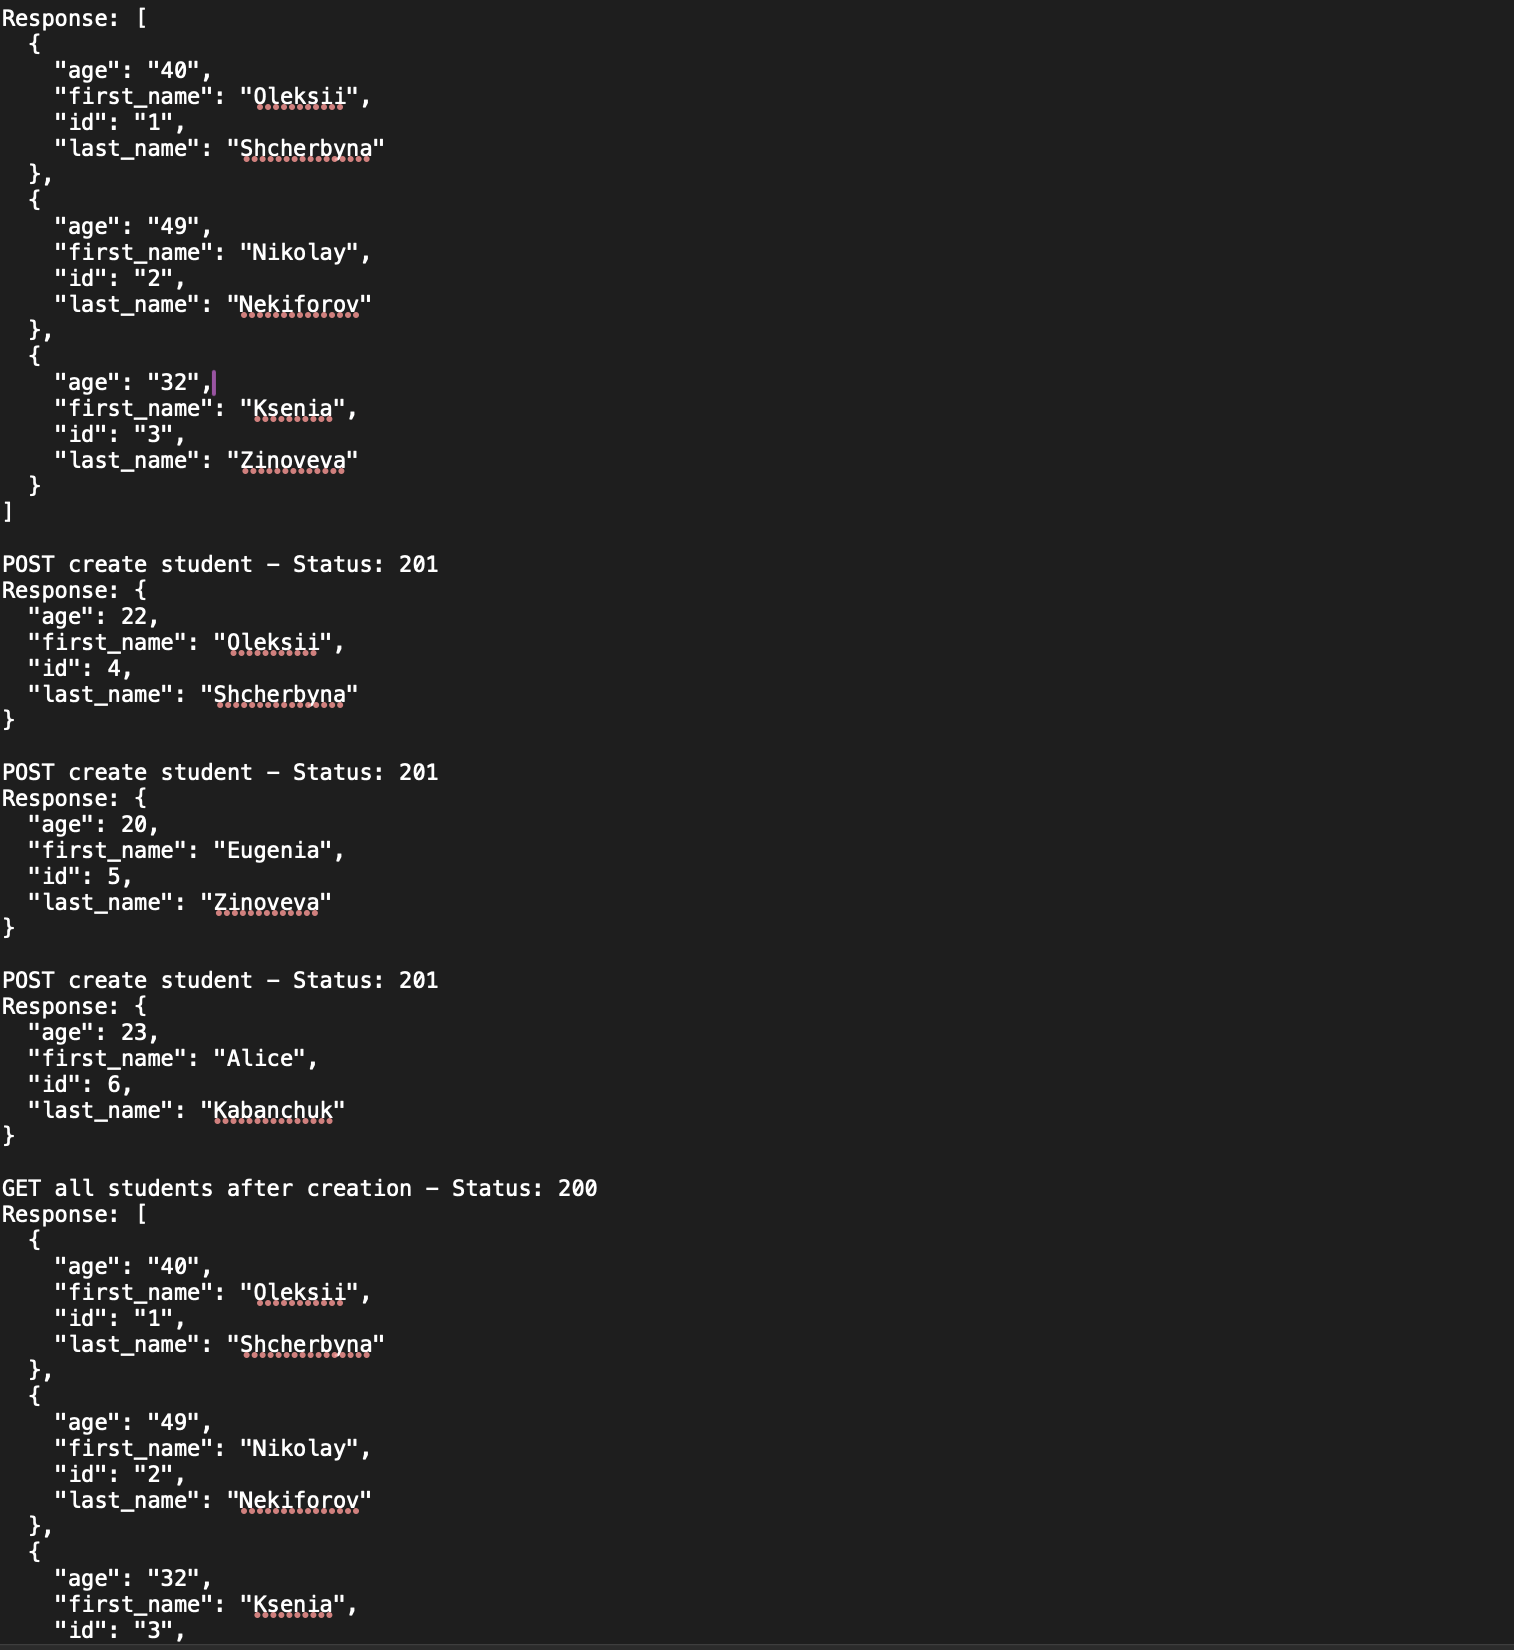 Response: [
  {
    "age": "40",
    "first_name": "Oleksii",
    "id": "1",
    "last_name": "Shcherbyna"
  },
  {
    "age": "49",
    "first_name": "Nikolay",
    "id": "2",
    "last_name": "Nekiforov"
  },
  {
    "age": "32",
    "first_name": "Ksenia",
    "id": "3",
    "last_name": "Zinoveva"
  }
]

POST create student – Status: 201
Response: {
  "age": 22,
  "first_name": "Oleksii",
  "id": 4,
  "last_name": "Shcherbyna"
}

POST create student – Status: 201
Response: {
  "age": 20,
  "first_name": "Eugenia",
  "id": 5,
  "last_name": "Zinoveva"
}

POST create student – Status: 201
Response: {
  "age": 23,
  "first_name": "Alice",
  "id": 6,
  "last_name": "Kabanchuk"
}

GET all students after creation – Status: 200
Response: [
  {
    "age": "40",
    "first_name": "Oleksii",
    "id": "1",
    "last_name": "Shcherbyna"
  },
  {
    "age": "49",
    "first_name": "Nikolay",
    "id": "2",
    "last_name": "Nekiforov"
  },
  {
    "age": "32",
    "first_name": "Ksenia",
    "id": "3",